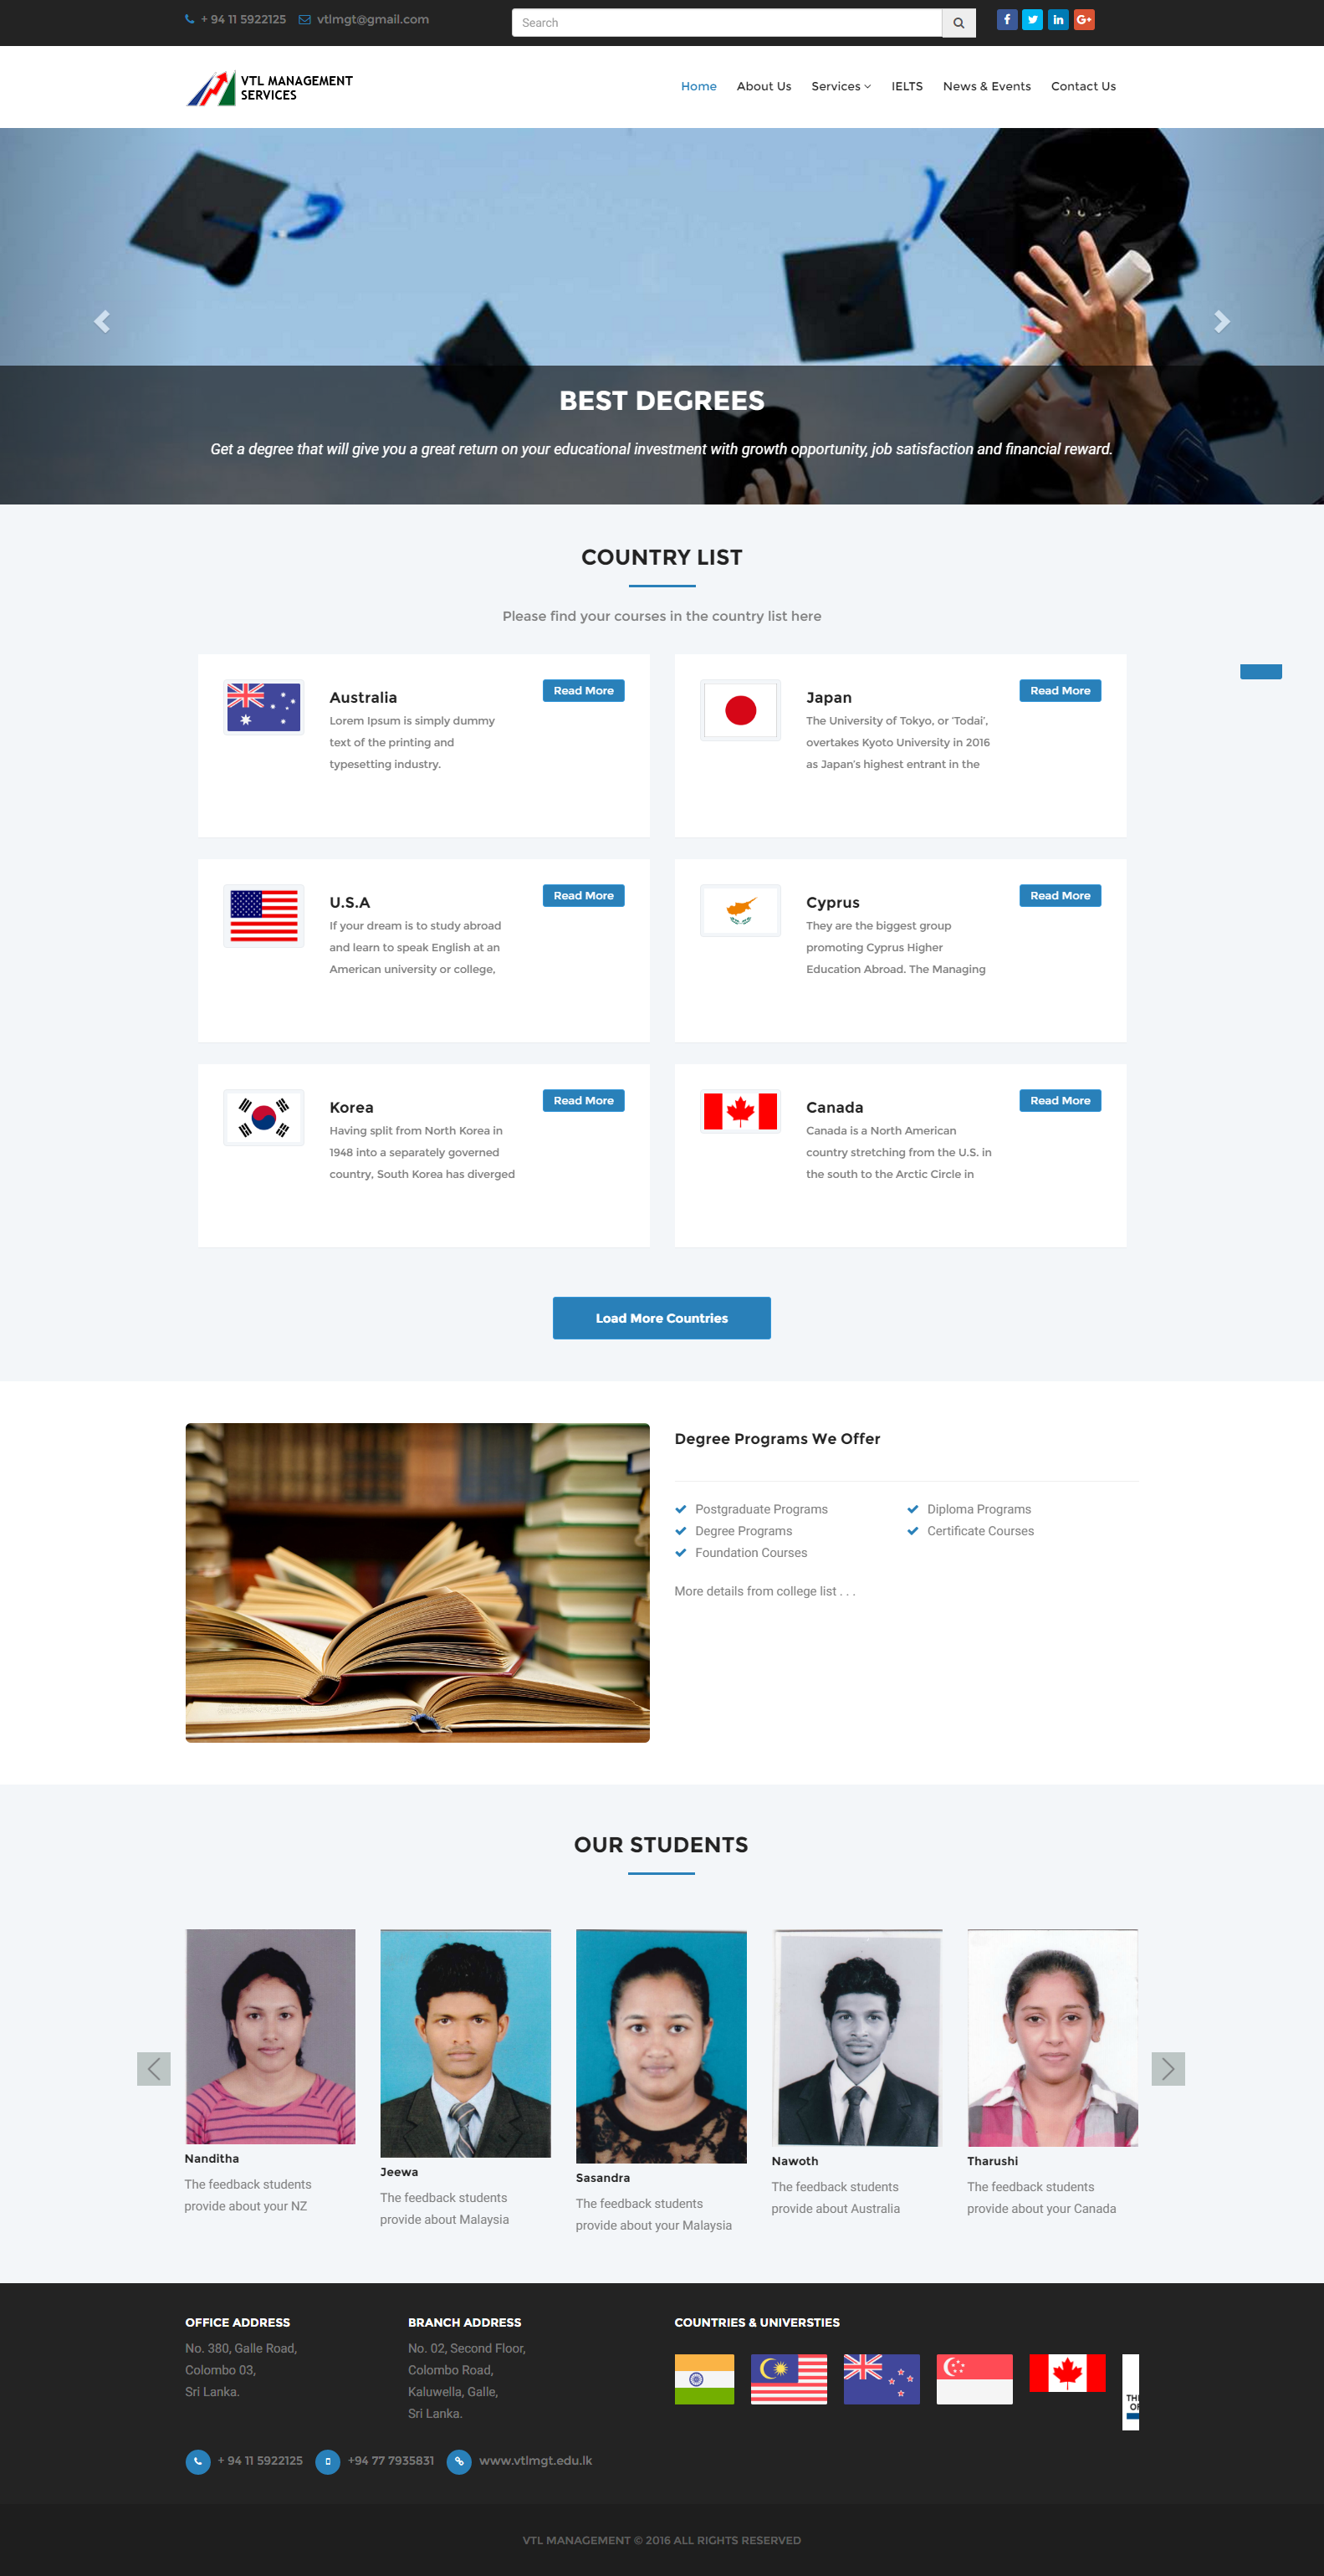 + 94 11 5922125 vtlmgt@gmail.com
Search
VTL MANAGEMENT
SERVICES
Home About Us Services IELTS News & Events Contact Us
BEST DEGREES
Get a degree that will give you a great return on your educational investment with growth opportunity, job satisfaction and financial reward.
COUNTRY LIST
Please find your courses in the country list here
Australia
Read More
Lorem Ipsum is simply dummy
text of the printing and
typesetting industry.
Japan
Read More
The University of Tokyo, or 'Todai',
overtakes Kyoto University in 2016
as Japan's highest entrant in the
U.S.A
Read More
If your dream is to study abroad
and learn to speak English at an
American university or college,
Cyprus
Read More
They are the biggest group
promoting Cyprus Higher
Education Abroad. The Managing
Korea
Read More
Having split from North Korea in
1948 into a separately governed
country, South Korea has diverged
Canada
Read More
Canada is a North American
country stretching from the U.S. in
the south to the Arctic Circle in
Load More Countries
Degree Programs We Offer
Postgraduate Programs
Degree Programs
Foundation Courses
Diploma Programs
Certificate Courses
More details from college list . . .
OUR STUDENTS
Nanditha
The feedback students
provide about your NZ
Jeewa
The feedback students
provide about Malaysia
Sasandra
The feedback students
provide about your Malaysia
Nawoth
The feedback students
provide about Australia
Tharushi
The feedback students
provide about your Canada
OFFICE ADDRESS
No. 380, Galle Road,
Colombo 03,
Sri Lanka.
BRANCH ADDRESS
No. 02, Second Floor,
Colombo Road,
Kaluwella, Galle,
Sri Lanka.
COUNTRIES & UNIVERSTIES
+ 94 11 5922125 +94 77 7935831 www.vtlmgt.edu.lk
VTL MANAGEMENT © 2016 ALL RIGHTS RESERVED